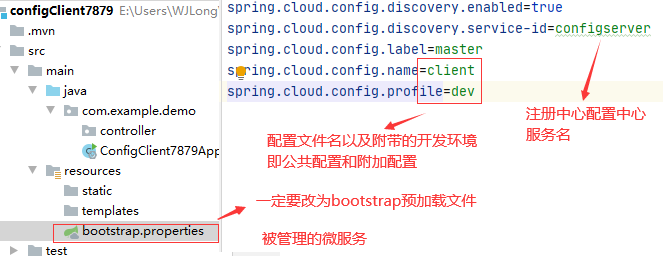 configClient7879 E:\Users\WJLong
.mvn
src
main
java
com.example.demo
controller
ConfigClient7879App
resources
static
templates
bootstrap.properties
test
spring.cloud.config.discovery.enabled=true
spring.cloud.config.discovery.service-id=configserver
spring.cloud.config.label=master
spring.cloud.config.name=client
spring.cloud.config.profile=dev
配置文件名以及附带的开发环境
即公共配置和附加配置
注册中心配置中心
服务名
一定要改为bootstrap预加载文件
被管理的微服务